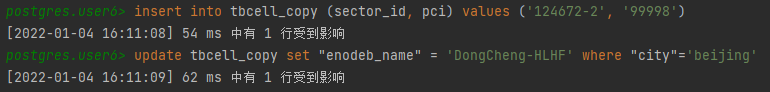 postgres.user6> insert into tbcell_copy (sector_id, pci) values ('124672-2', '99998')
[2022-01-04 16:11:08] 54 ms 中有 1 行受到影响
postgres.user6> update tbcell_copy set "enodeb_name" = 'DongCheng-HLHF' where "city"='beijing'
[2022-01-04 16:11:09] 62 ms 中有 1 行受到影响